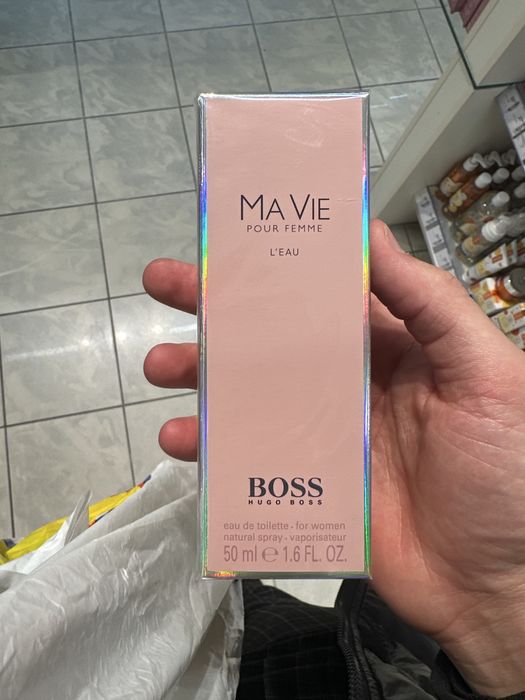 MA VIE
POUR FEMME
L'EAU
BOSS
HUGO BOSS
eau de toilette - for women
natural spray - vaporisateur
50 ml ℮ 1.6 FL. OZ.